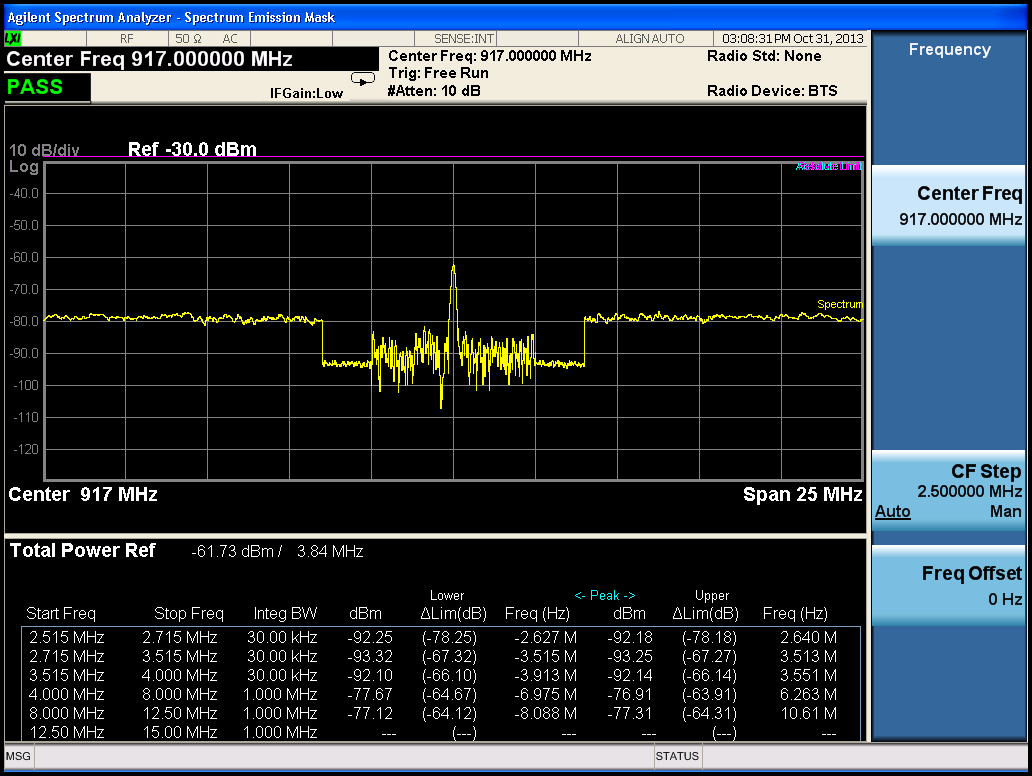 Agilent Spectrum Analyzer - Spectrum Emission Mask
LXI RF 50 Ω AC SENSE:INT ALIGN AUTO 03:08:31 PM Oct 31, 2013
Center Freq 917.000000 MHz
Center Freq: 917.000000 MHz
Radio Std: None
Trig: Free Run
PASS
IFGain:Low
#Atten: 10 dB
Radio Device: BTS
10 dB/div
Ref -30.0 dBm
Log
Absolute Limit
-40.0
-50.0
-60.0
-70.0
Spectrum
-80.0
-90.0
-100
-110
-120
Center 917 MHz
Span 25 MHz
Total Power Ref -61.73 dBm / 3.84 MHz
Lower <- Peak -> Upper
Start Freq Stop Freq Integ BW dBm ΔLim(dB) Freq (Hz) dBm ΔLim(dB) Freq (Hz)
2.515 MHz 2.715 MHz 30.00 kHz -92.25 (-78.25) -2.627 M -92.18 (-78.18) 2.640 M
2.715 MHz 3.515 MHz 30.00 kHz -93.32 (-67.32) -3.515 M -93.25 (-67.27) 3.513 M
3.515 MHz 4.000 MHz 30.00 kHz -92.10 (-66.10) -3.913 M -92.14 (-66.14) 3.551 M
4.000 MHz 8.000 MHz 1.000 MHz -77.67 (-64.67) -6.975 M -76.91 (-63.91) 6.263 M
8.000 MHz 12.50 MHz 1.000 MHz -77.12 (-64.12) -8.088 M -77.31 (-64.31) 10.61 M
12.50 MHz 15.00 MHz 1.000 MHz --- (---) --- --- (---) ---
MSG STATUS
Frequency
Center Freq
917.000000 MHz
CF Step
2.500000 MHz
Auto Man
Freq Offset
0 Hz